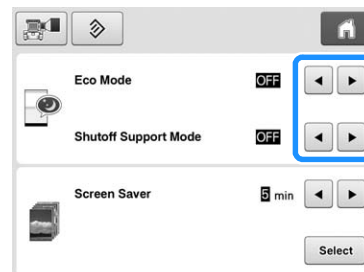 Eco Mode OFF
Shutoff Support Mode OFF
Screen Saver 5 min
Select